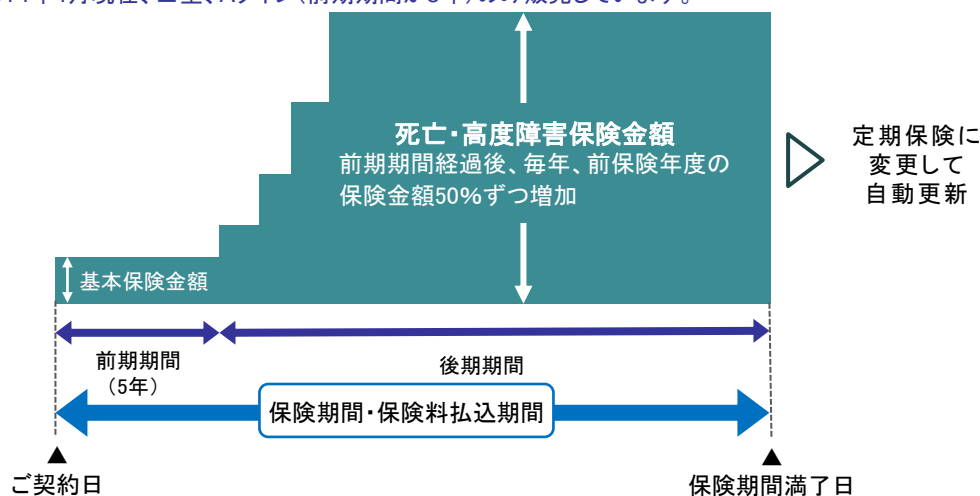 死亡・高度障害保険金額
前期期間経過後、毎年、前保険年度の
保険金額50%ずつ増加
定期保険に
変更して
自動更新
基本保険金額
前期期間
(5年)
後期期間
保険期間・保険料払込期間
▲
ご契約日
▲
保険期間満了日